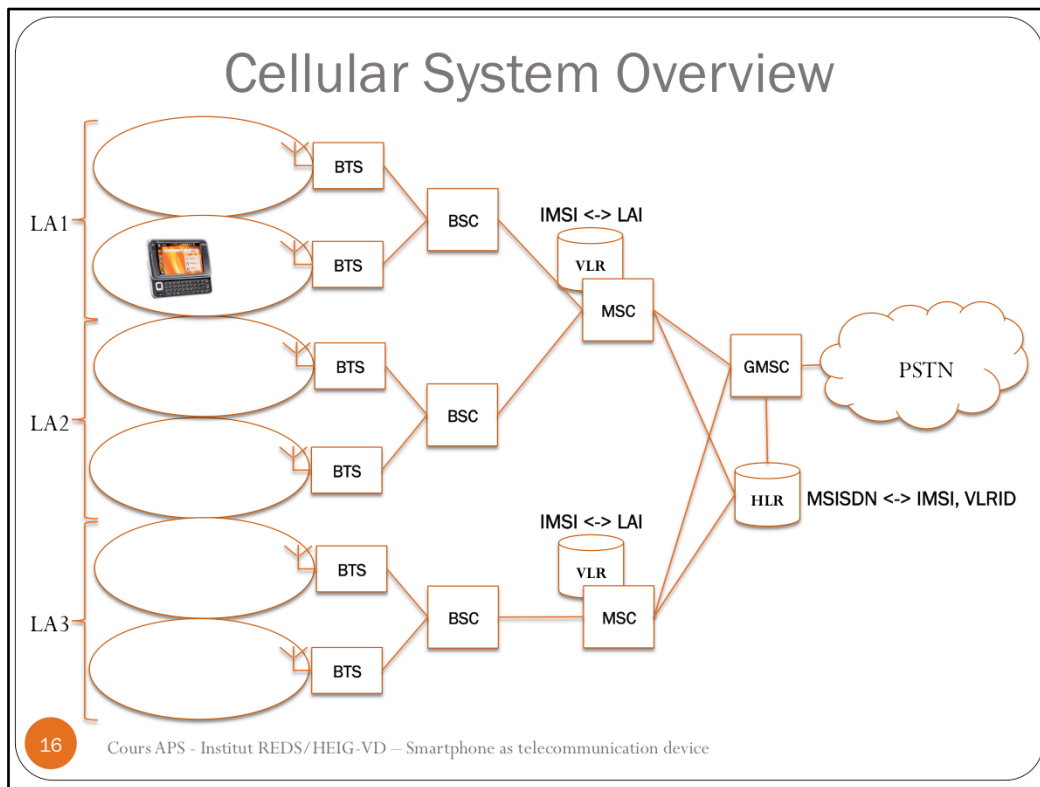 Cellular System Overview
LA1
BTS
BTS
BSC
LA2
BTS
BTS
BSC
IMSI <-> LAI
VLR
MSC
GMSC
PSTN
HLR
MSISDN <-> IMSI, VLRID
LA3
BTS
BTS
BSC
IMSI <-> LAI
VLR
MSC
16
Cours APS - Institut REDS/HEIG-VD – Smartphone as telecommunication device